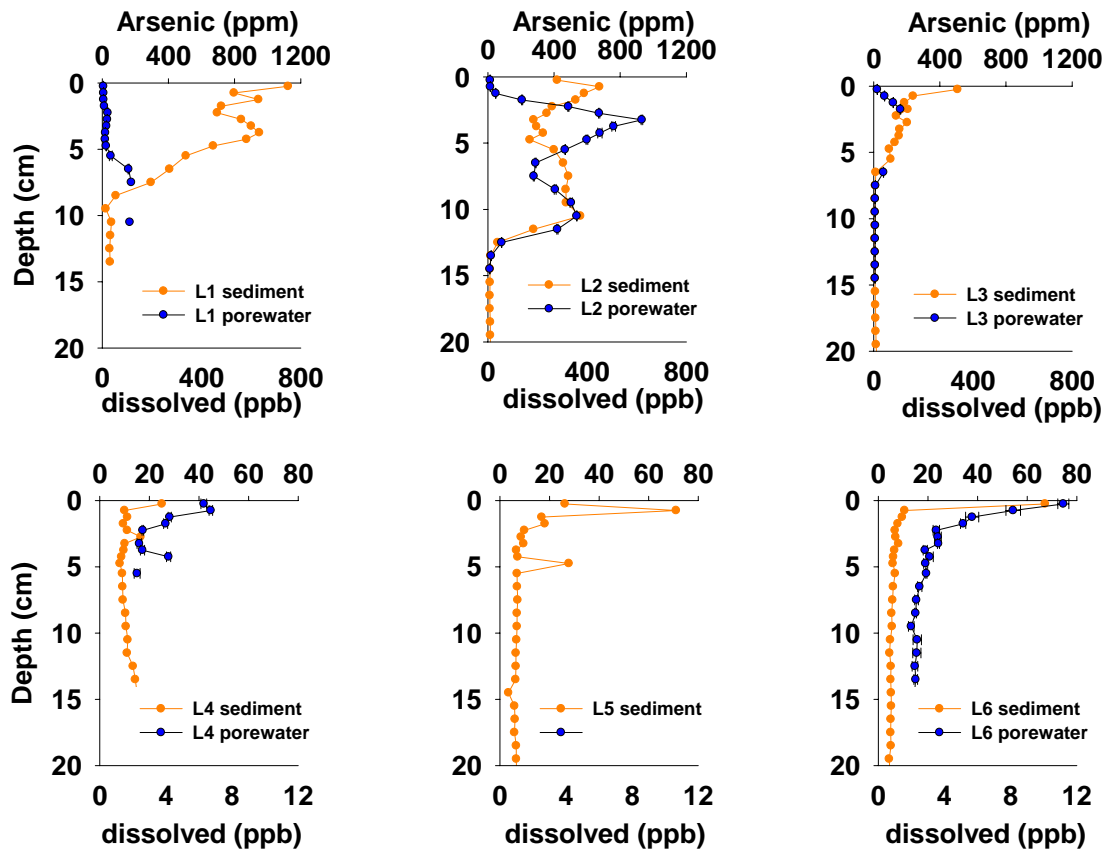 Arsenic (ppm)
0 400 800 1200
0
5
10
15
20
Depth (cm)
L1 sediment
L1 porewater
0 400 800
dissolved (ppb)
Arsenic (ppm)
0 400 800 1200
0
5
10
15
20
L2 sediment
L2 porewater
0 400 800
dissolved (ppb)
Arsenic (ppm)
0 400 800 1200
0
5
10
15
20
L3 sediment
L3 porewater
0 400 800
dissolved (ppb)
0 20 40 60 80
0
5
10
15
20
Depth (cm)
L4 sediment
L4 porewater
0 4 8 12
dissolved (ppb)
0 20 40 60 80
0
5
10
15
20
L5 sediment
0 4 8 12
dissolved (ppb)
0 20 40 60 80
0
5
10
15
20
L6 sediment
L6 porewater
0 4 8 12
dissolved (ppb)